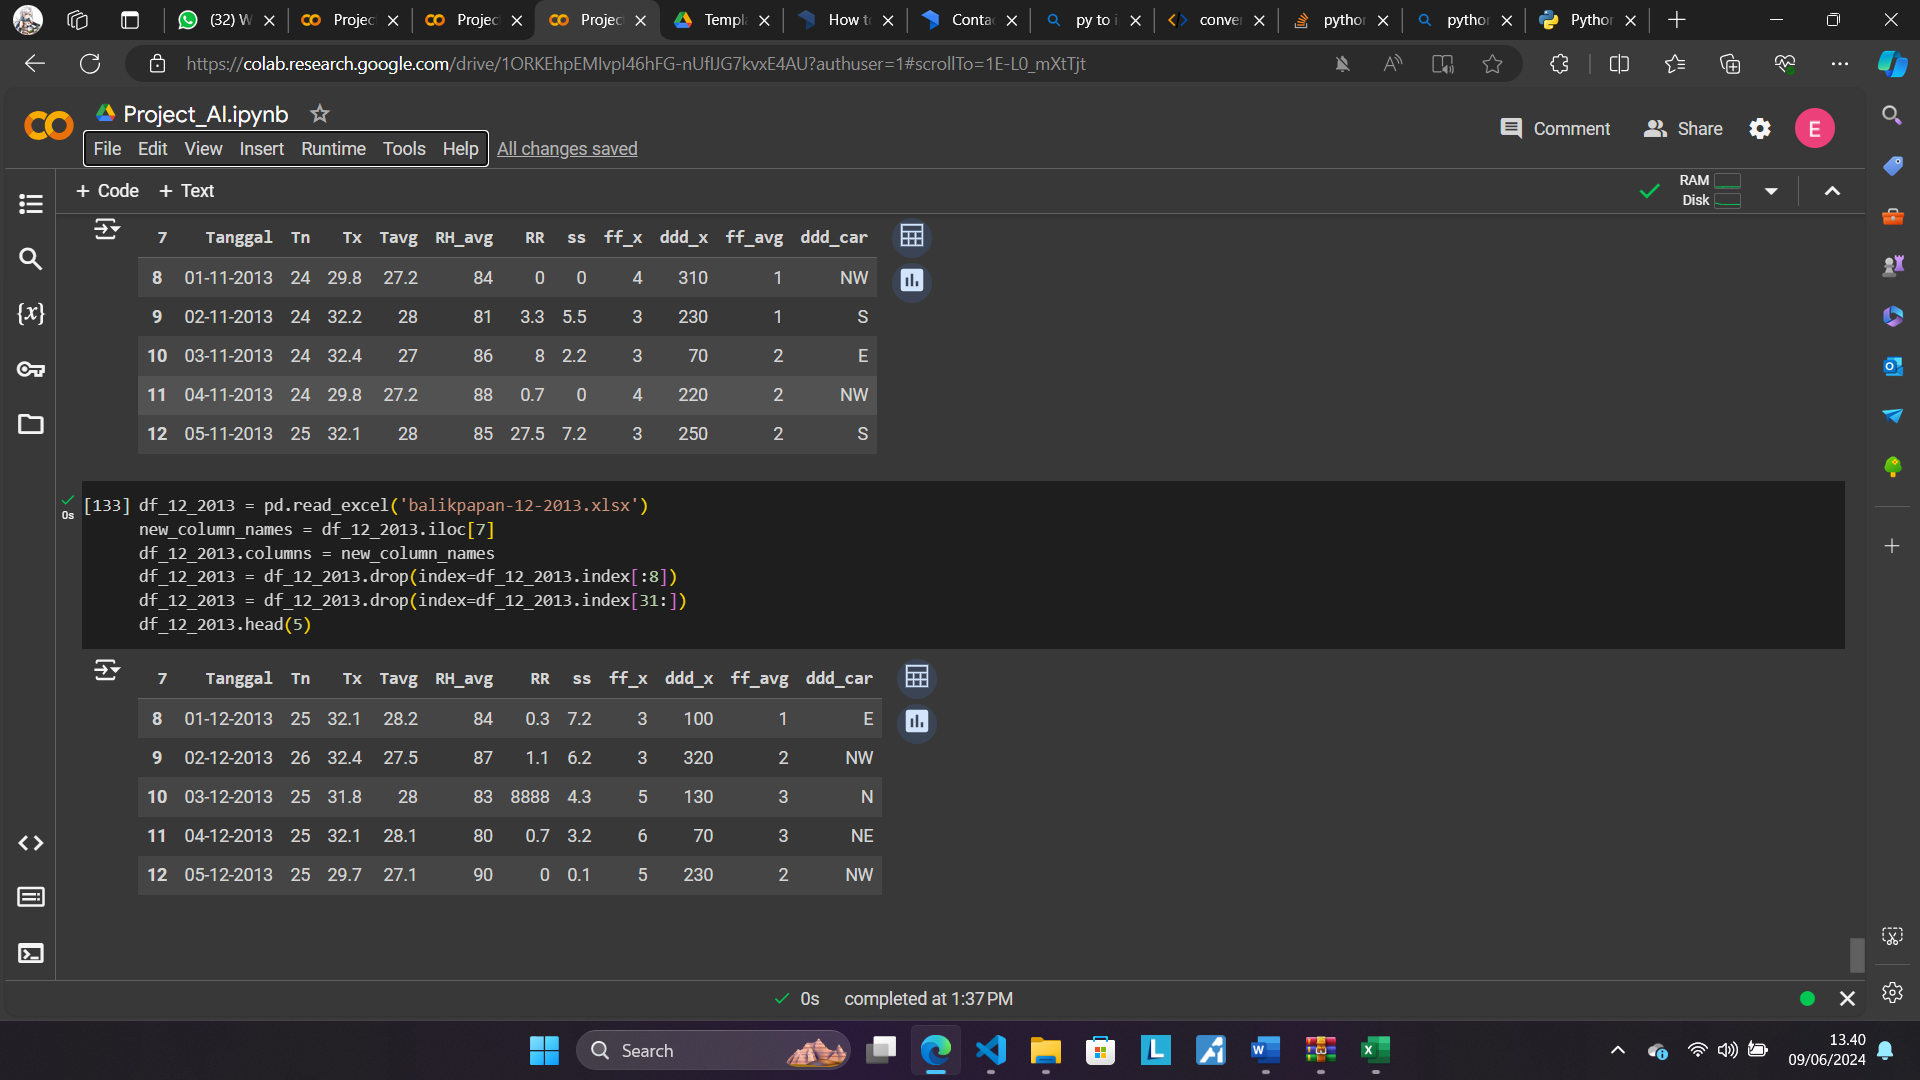 (32) W
Projec
Projec
Projec
Templa
How to
Conta
py to i
conver
python
python
Python
https://colab.research.google.com/drive/1ORKEhpEMIvpI46hFG-nUfIJG7kvxE4AU?authuser=1#scrollTo=1E-L0_mXtTjt
Project_AI.ipynb
Comment
Share
E
File Edit View Insert Runtime Tools Help All changes saved
+ Code + Text
RAM
Disk
7 Tanggal Tn Tx Tavg RH_avg RR ss ff_x ddd_x ff_avg ddd_car
8 01-11-2013 24 29.8 27.2 84 0 0 4 310 1 NW
9 02-11-2013 24 32.2 28 81 3.3 5.5 3 230 1 S
10 03-11-2013 24 32.4 27 86 8 2.2 3 70 2 E
11 04-11-2013 24 29.8 27.2 88 0.7 0 4 220 2 NW
12 05-11-2013 25 32.1 28 85 27.5 7.2 3 250 2 S
0s
[133] df_12_2013 = pd.read_excel('balikpapan-12-2013.xlsx')
new_column_names = df_12_2013.iloc[7]
df_12_2013.columns = new_column_names
df_12_2013 = df_12_2013.drop(index=df_12_2013.index[:8])
df_12_2013 = df_12_2013.drop(index=df_12_2013.index[31:])
df_12_2013.head(5)
7 Tanggal Tn Tx Tavg RH_avg RR ss ff_x ddd_x ff_avg ddd_car
8 01-12-2013 25 32.1 28.2 84 0.3 7.2 3 100 1 E
9 02-12-2013 26 32.4 27.5 87 1.1 6.2 3 320 2 NW
10 03-12-2013 25 31.8 28 83 8888 4.3 5 130 3 N
11 04-12-2013 25 32.1 28.1 80 0.7 3.2 6 70 3 NE
12 05-12-2013 25 29.7 27.1 90 0 0.1 5 230 2 NW
0s completed at 1:37 PM
Search
13.40
09/06/2024